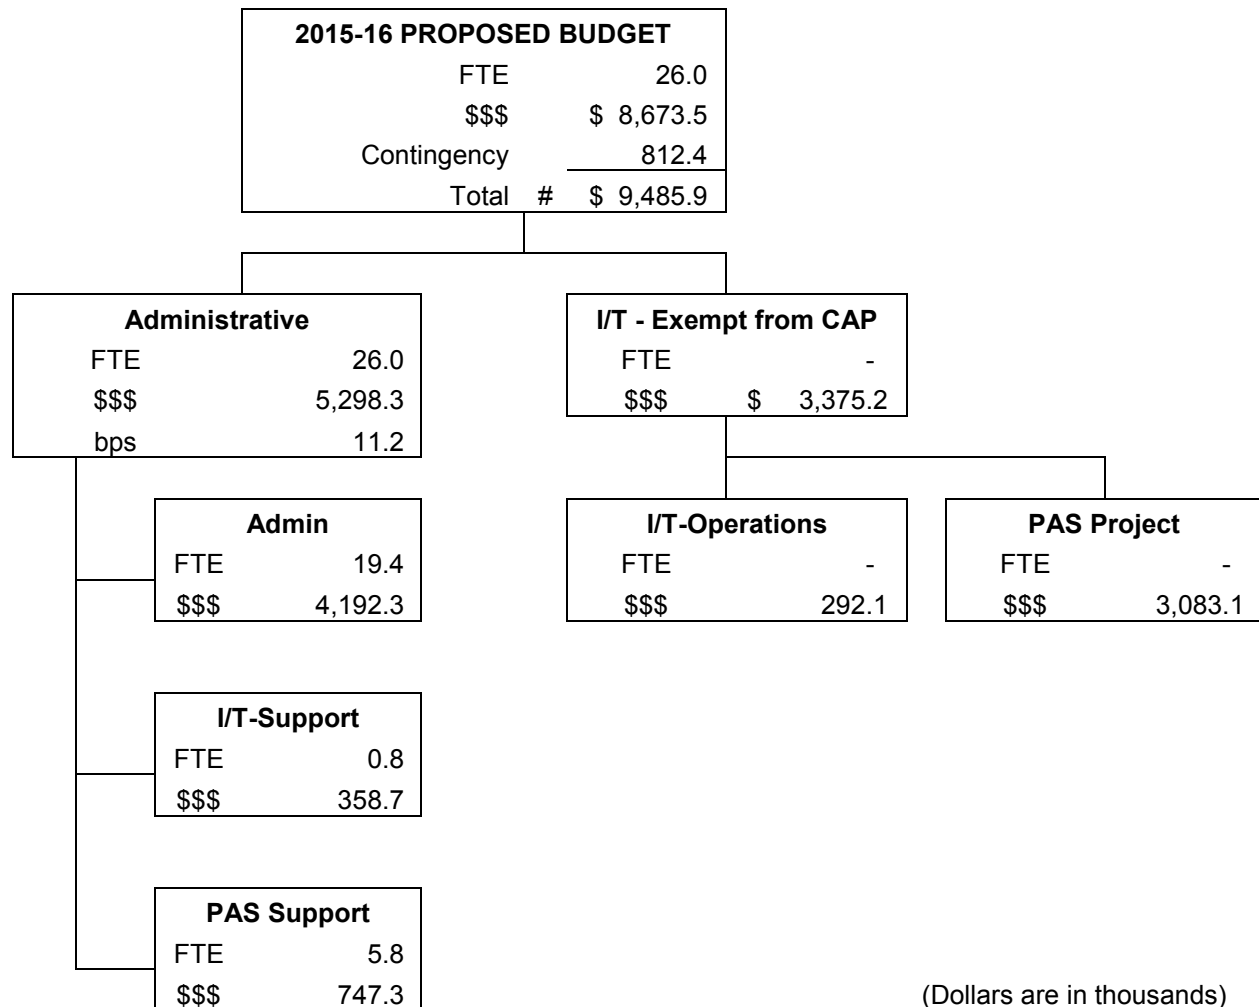 2015-16 PROPOSED BUDGET
FTE 26.0
$$$ $ 8,673.5
Contingency 812.4
Total # $ 9,485.9
Administrative
FTE 26.0
$$$ 5,298.3
bps 11.2
I/T - Exempt from CAP
FTE -
$$$ $ 3,375.2
Admin
FTE 19.4
$$$ 4,192.3
I/T-Operations
FTE -
$$$ 292.1
PAS Project
FTE -
$$$ 3,083.1
I/T-Support
FTE 0.8
$$$ 358.7
PAS Support
FTE 5.8
$$$ 747.3
(Dollars are in thousands)